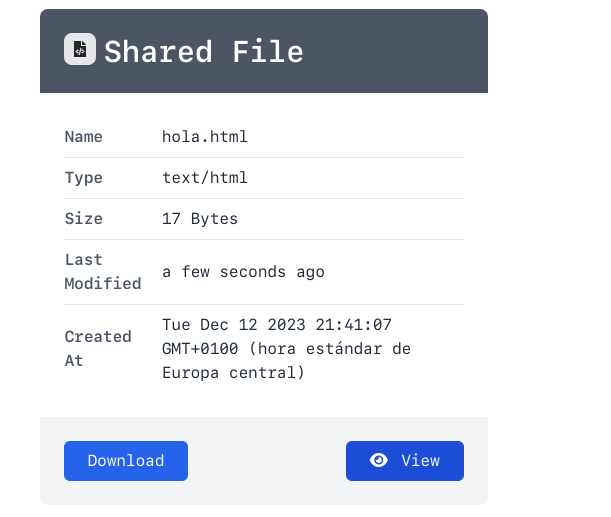 Shared File
Name hola.html
Type text/html
Size 17 Bytes
Last
Modified
a few seconds ago
Created
At
Tue Dec 12 2023 21:41:07
GMT+0100 (hora estándar de
Europa central)
Download View